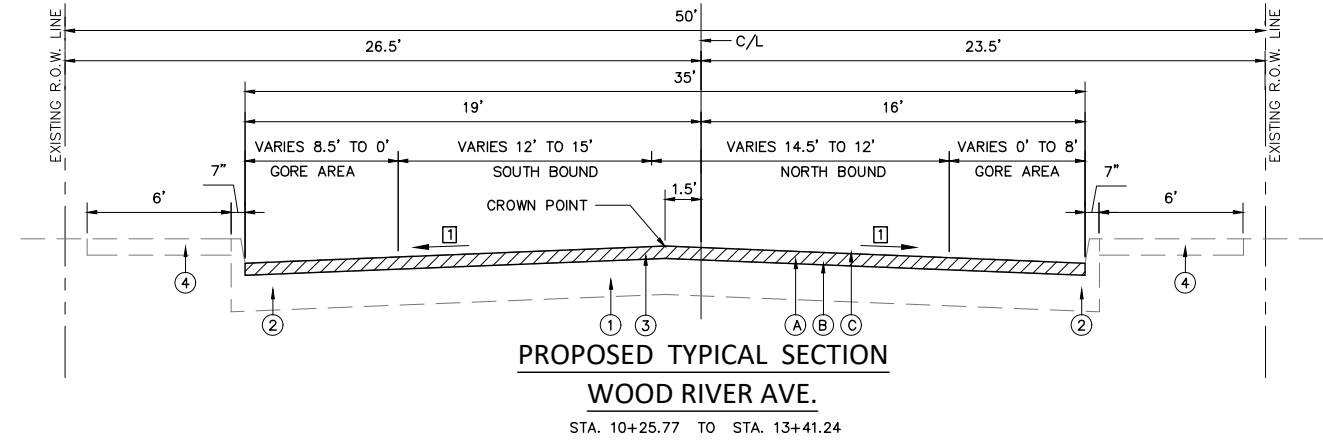 50'
C/L
26.5'
23.5'
35'
19'
16'
EXISTING R.O.W. LINE
EXISTING R.O.W. LINE
VARIES 8.5' TO 0'
GORE AREA
VARIES 12' TO 15'
SOUTH BOUND
VARIES 14.5' TO 12'
NORTH BOUND
VARIES 0' TO 8'
GORE AREA
7"
7"
6'
1.5'
6'
CROWN POINT
1
1
4
2
1
3
A
B
C
2
4
PROPOSED TYPICAL SECTION
WOOD RIVER AVE.
STA. 10+25.77 TO STA. 13+41.24